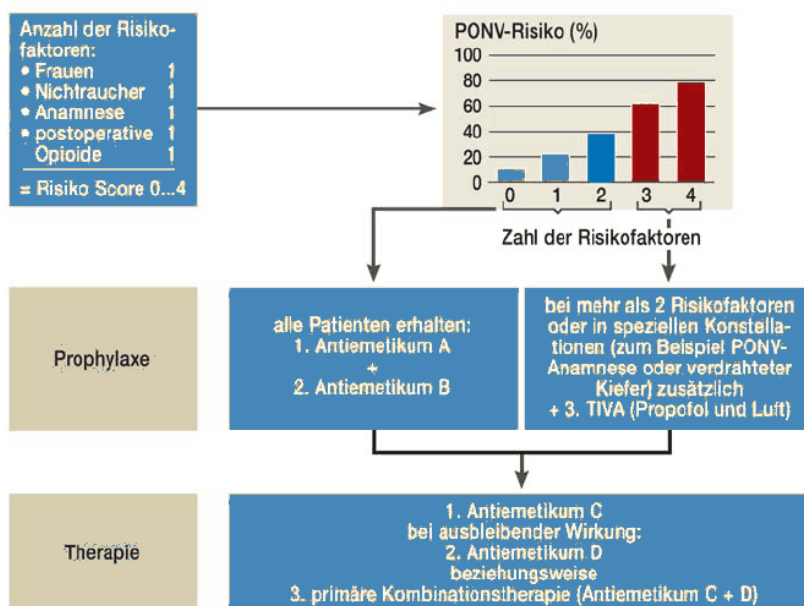 Anzahl der Risiko-
faktoren:
• Frauen 1
• Nichtraucher 1
• Anamnese 1
• postoperative 1
Opioide 1
= Risiko Score 0...4
PONV-Risiko (%)
100
80
60
40
20
0
0 1 2 3 4
Zahl der Risikofaktoren
Prophylaxe
alle Patienten erhalten:
1. Antiemetikum A
+
2. Antiemetikum B
bei mehr als 2 Risikofaktoren
oder in speziellen Konstella-
tionen (zum Beispiel PONV-
Anamnese oder verdrahteter
Kiefer) zusätzlich
+ 3. TIVA (Propofol und Luft)
Therapie
1. Antiemetikum C
bei ausbleibender Wirkung:
2. Antiemetikum D
beziehungsweise
3. primäre Kombinationstherapie (Antiemetikum C + D)